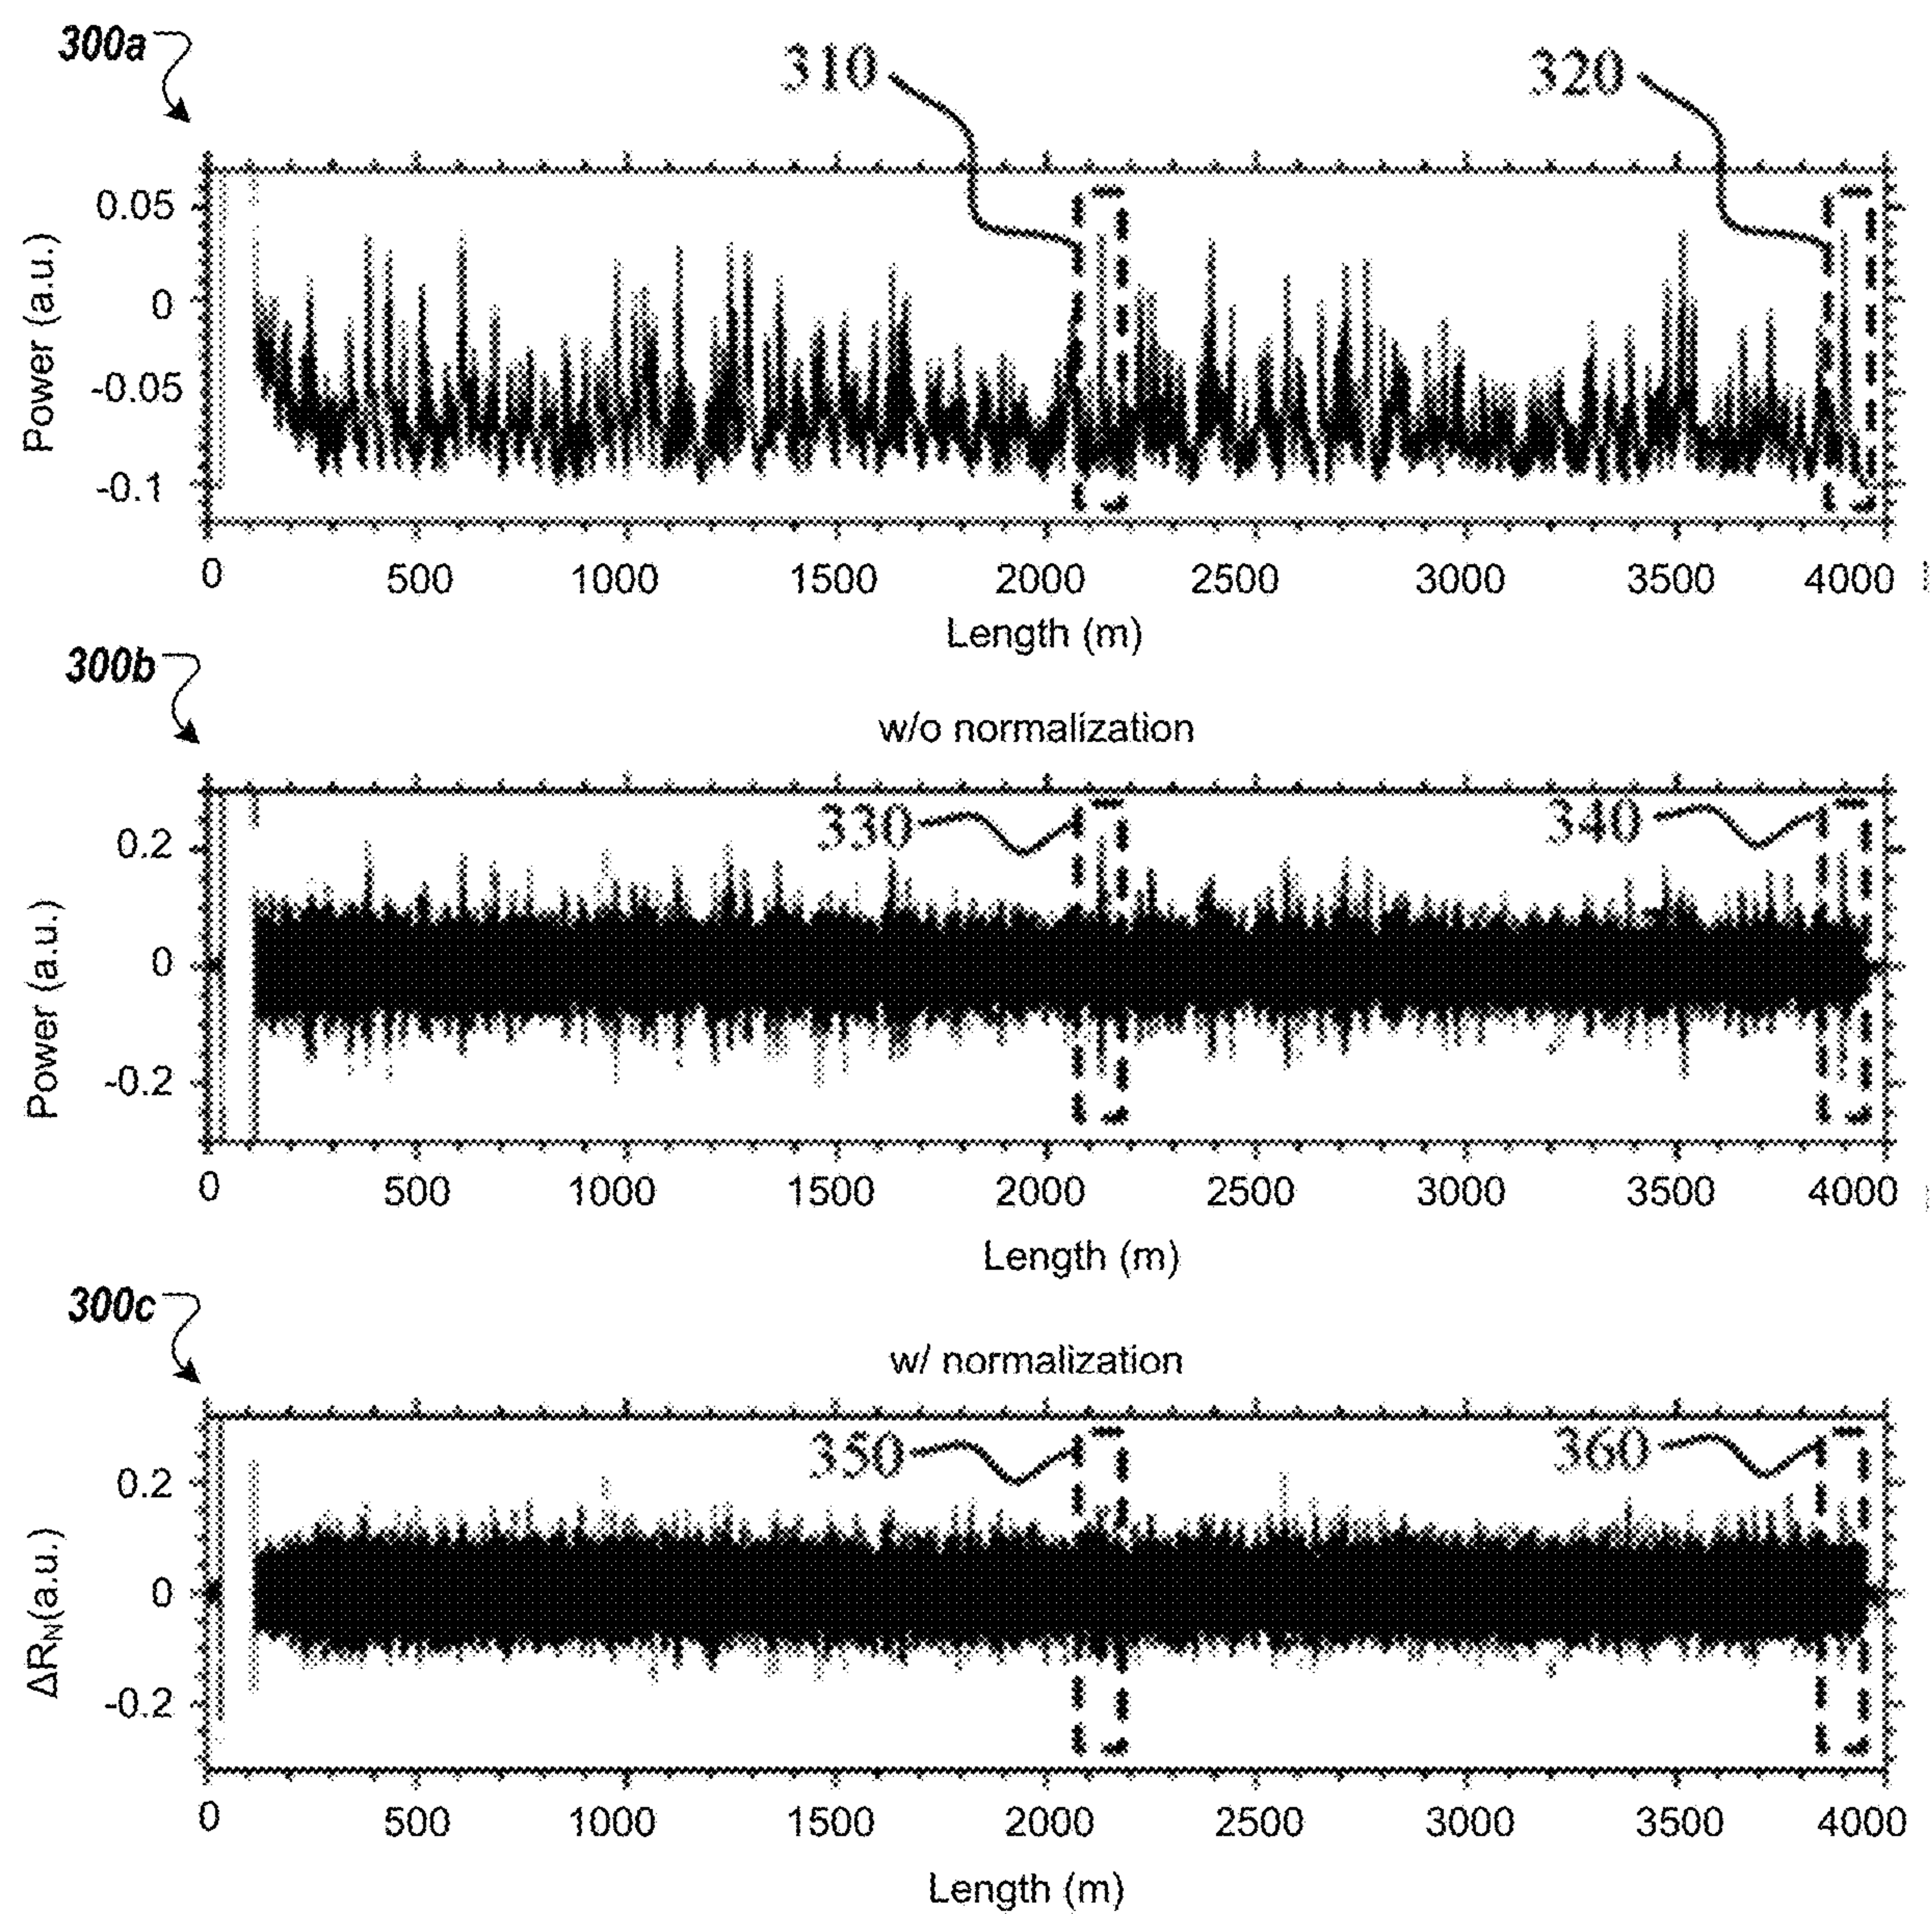 300a
310
320
0.05
0
-0.05
-0.1
Power (a.u.)
0 500 1000 1500 2000 2500 3000 3500 4000
Length (m)
300b
w/o normalization
330
340
0.2
0
-0.2
Power (a.u.)
0 500 1000 1500 2000 2500 3000 3500 4000
Length (m)
300c
w/ normalization
350
360
0.2
0
-0.2
ΔR_N(a.u.)
0 500 1000 1500 2000 2500 3000 3500 4000
Length (m)